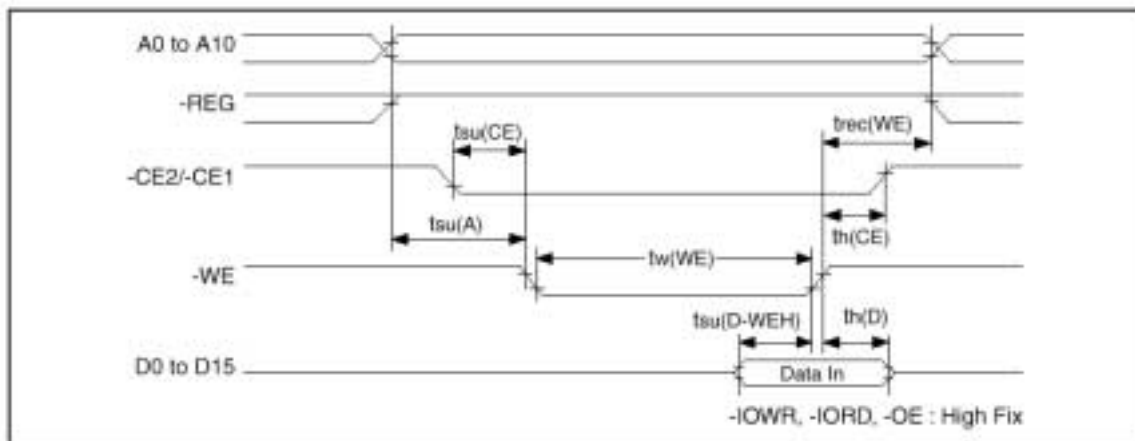 A0 to A10
-REG
tsu(CE)
trec(WE)
-CE2/-CE1
tsu(A)
th(CE)
-WE
tw(WE)
tsu(D-WEH)
th(D)
D0 to D15
Data In
-IOWR, -IORD, -OE : High Fix